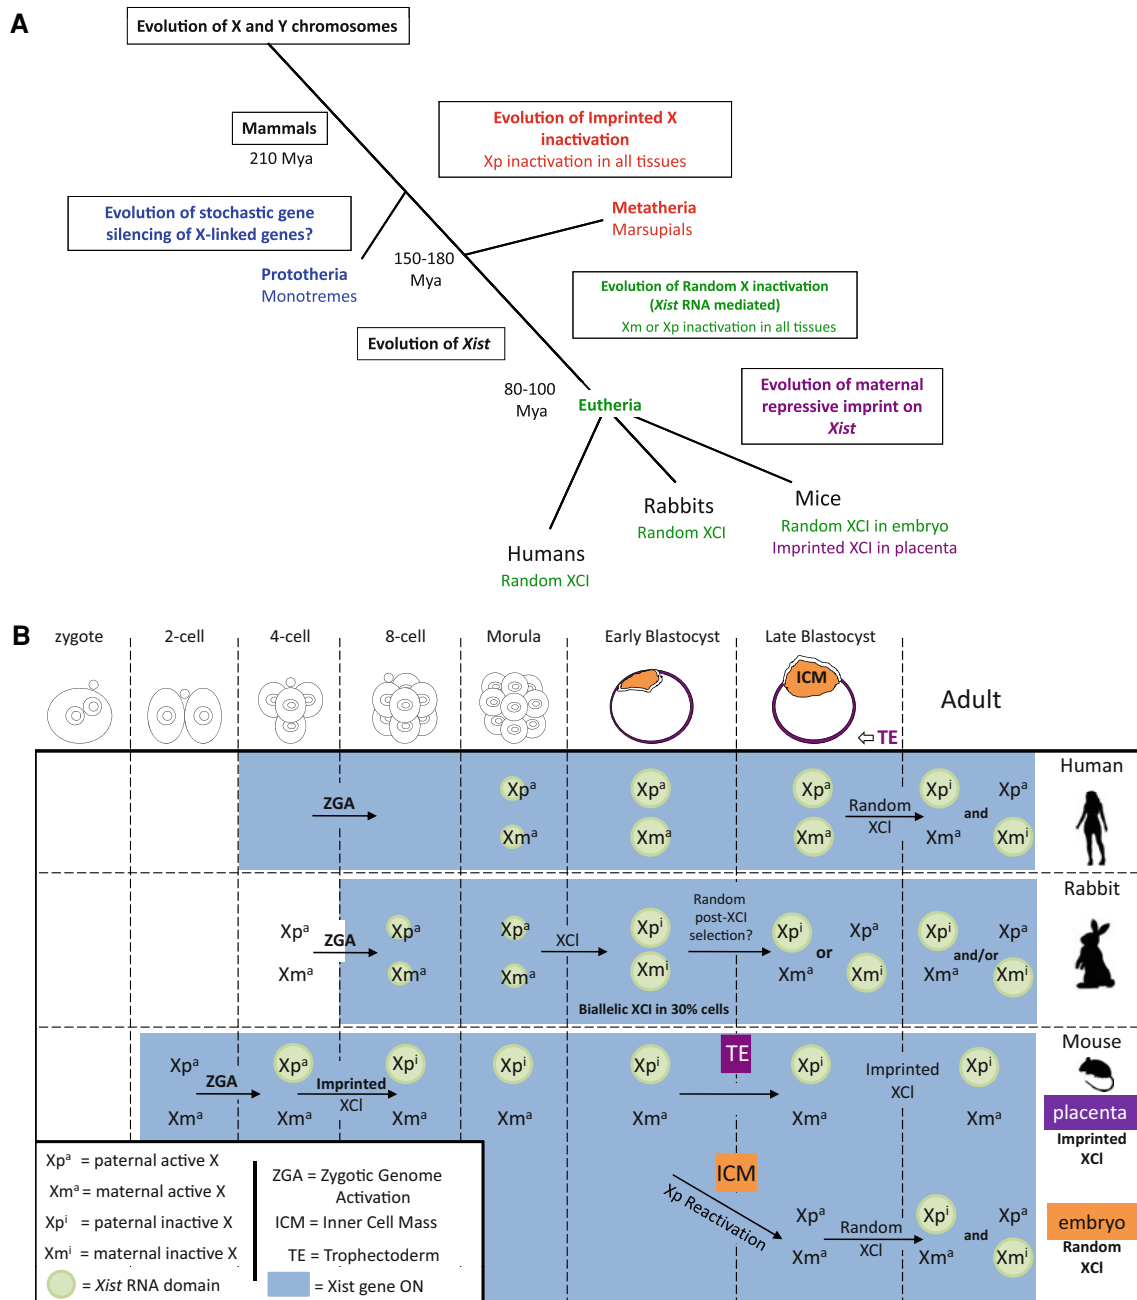 A
Evolution of X and Y chromosomes
Mammals
210 Mya
Evolution of Imprinted X
inactivation
Xp inactivation in all tissues
Evolution of stochastic gene
silencing of X-linked genes?
Metatheria
Marsupials
150-180
Mya
Prototheria
Monotremes
Evolution of Random X inactivation
(Xist RNA mediated)
Xm or Xp inactivation in all tissues
Evolution of Xist
80-100
Mya
Eutheria
Evolution of maternal
repressive imprint on
Xist
Rabbits
Random XCI
Mice
Random XCI in embryo
Imprinted XCI in placenta
Humans
Random XCI
B
zygote
2-cell
4-cell
8-cell
Morula
Early Blastocyst
Late Blastocyst
ICM
TE
Adult
Human
ZGA
Xpᵃ
Xmᵃ
Xpᵃ
Xmᵃ
Xpᵃ
Xmᵃ
Random
XCI
Xpⁱ
Xmᵃ
and
Xpᵃ
Xmⁱ
Rabbit
Xpᵃ
Xmᵃ
ZGA
Xpᵃ
Xmᵃ
Xpᵃ
Xmᵃ
XCI
Xpⁱ
Xmⁱ
Biallelic XCI in 30% cells
Random
post-XCI
selection?
Xpⁱ
Xmᵃ
or
Xpᵃ
Xmⁱ
Xpⁱ
Xmᵃ
and/or
Xpᵃ
Xmⁱ
Mouse
Xpᵃ
Xmᵃ
ZGA
Xpᵃ
Xmᵃ
Imprinted
XCI
Xpⁱ
Xmᵃ
Xpⁱ
Xmᵃ
Xpⁱ
Xmᵃ
TE
Xpⁱ
Xmᵃ
Imprinted
XCI
Xpⁱ
Xmᵃ
placenta
Imprinted
XCI
ICM
Xp Reactivation
Xpᵃ
Xmᵃ
Random
XCI
Xpⁱ
Xmᵃ
and
Xpᵃ
Xmⁱ
embryo
Random
XCI
Xpᵃ = paternal active X
Xmᵃ = maternal active X
Xpⁱ = paternal inactive X
Xmⁱ = maternal inactive X
= Xist RNA domain
ZGA = Zygotic Genome
Activation
ICM = Inner Cell Mass
TE = Trophectoderm
= Xist gene ON